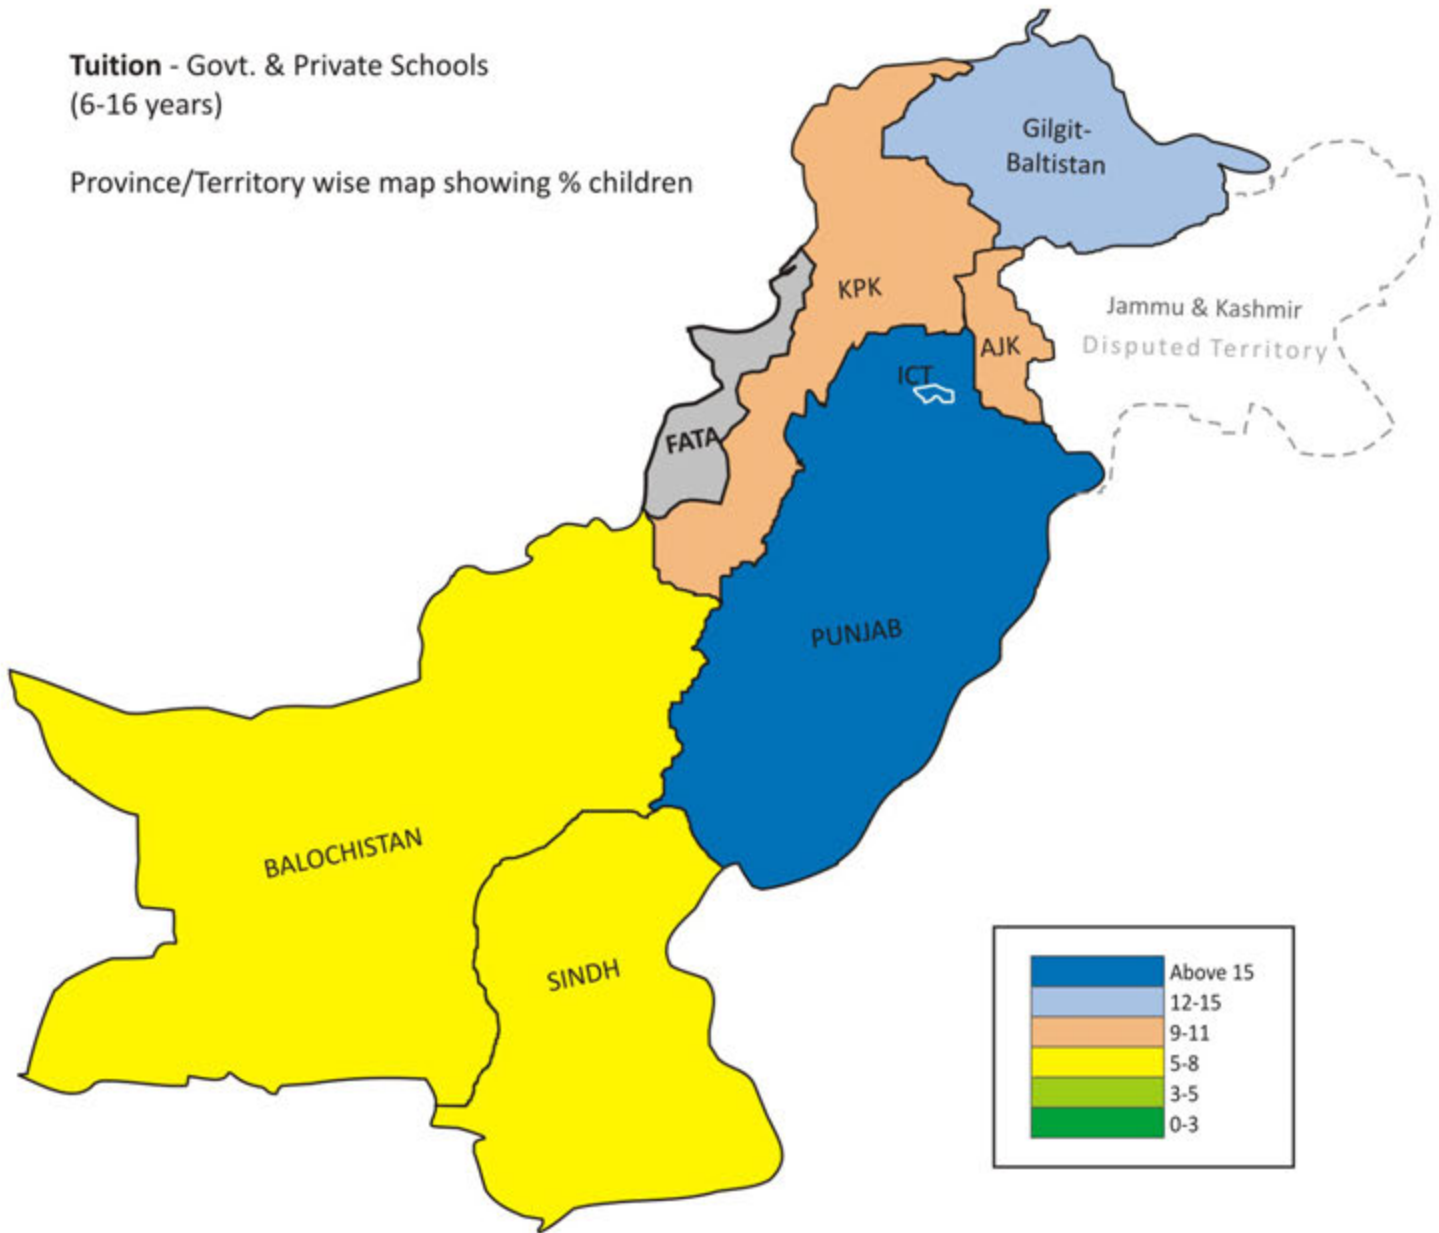 Tuition - Govt. & Private Schools
(6-16 years)
Province/Territory wise map showing % children
Gilgit-
Baltistan
KPK
Jammu & Kashmir
Disputed Territory
AJK
ICT
FATA
PUNJAB
BALOCHISTAN
SINDH
Above 15
12-15
9-11
5-8
3-5
0-3